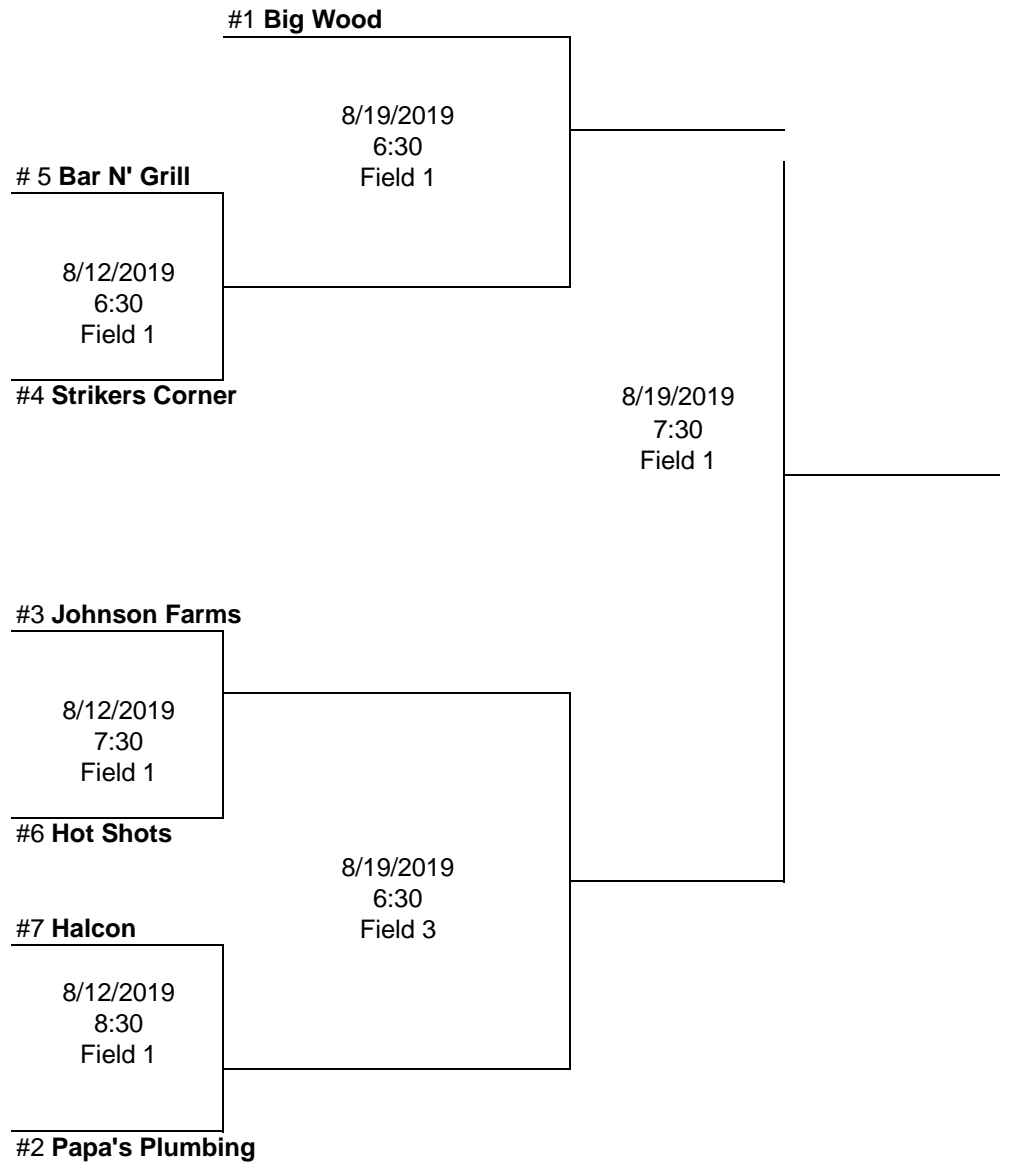 #1 Big Wood
8/19/2019
6:30
Field 1
# 5 Bar N' Grill
8/12/2019
6:30
Field 1
#4 Strikers Corner
8/19/2019
7:30
Field 1
#3 Johnson Farms
8/12/2019
7:30
Field 1
#6 Hot Shots
8/19/2019
6:30
Field 3
#7 Halcon
8/12/2019
8:30
Field 1
#2 Papa's Plumbing